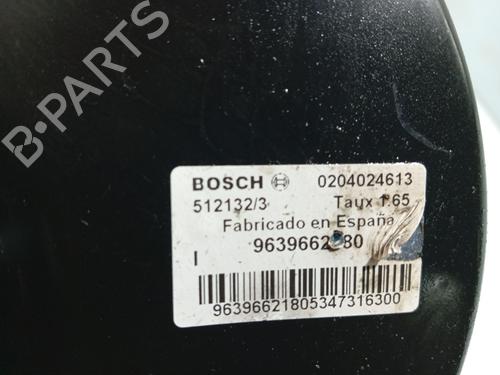 B-PARTS
BOSCH 0204024613
512132/3 Taux 1.65
Fabricado en España
I
96396621805347316300